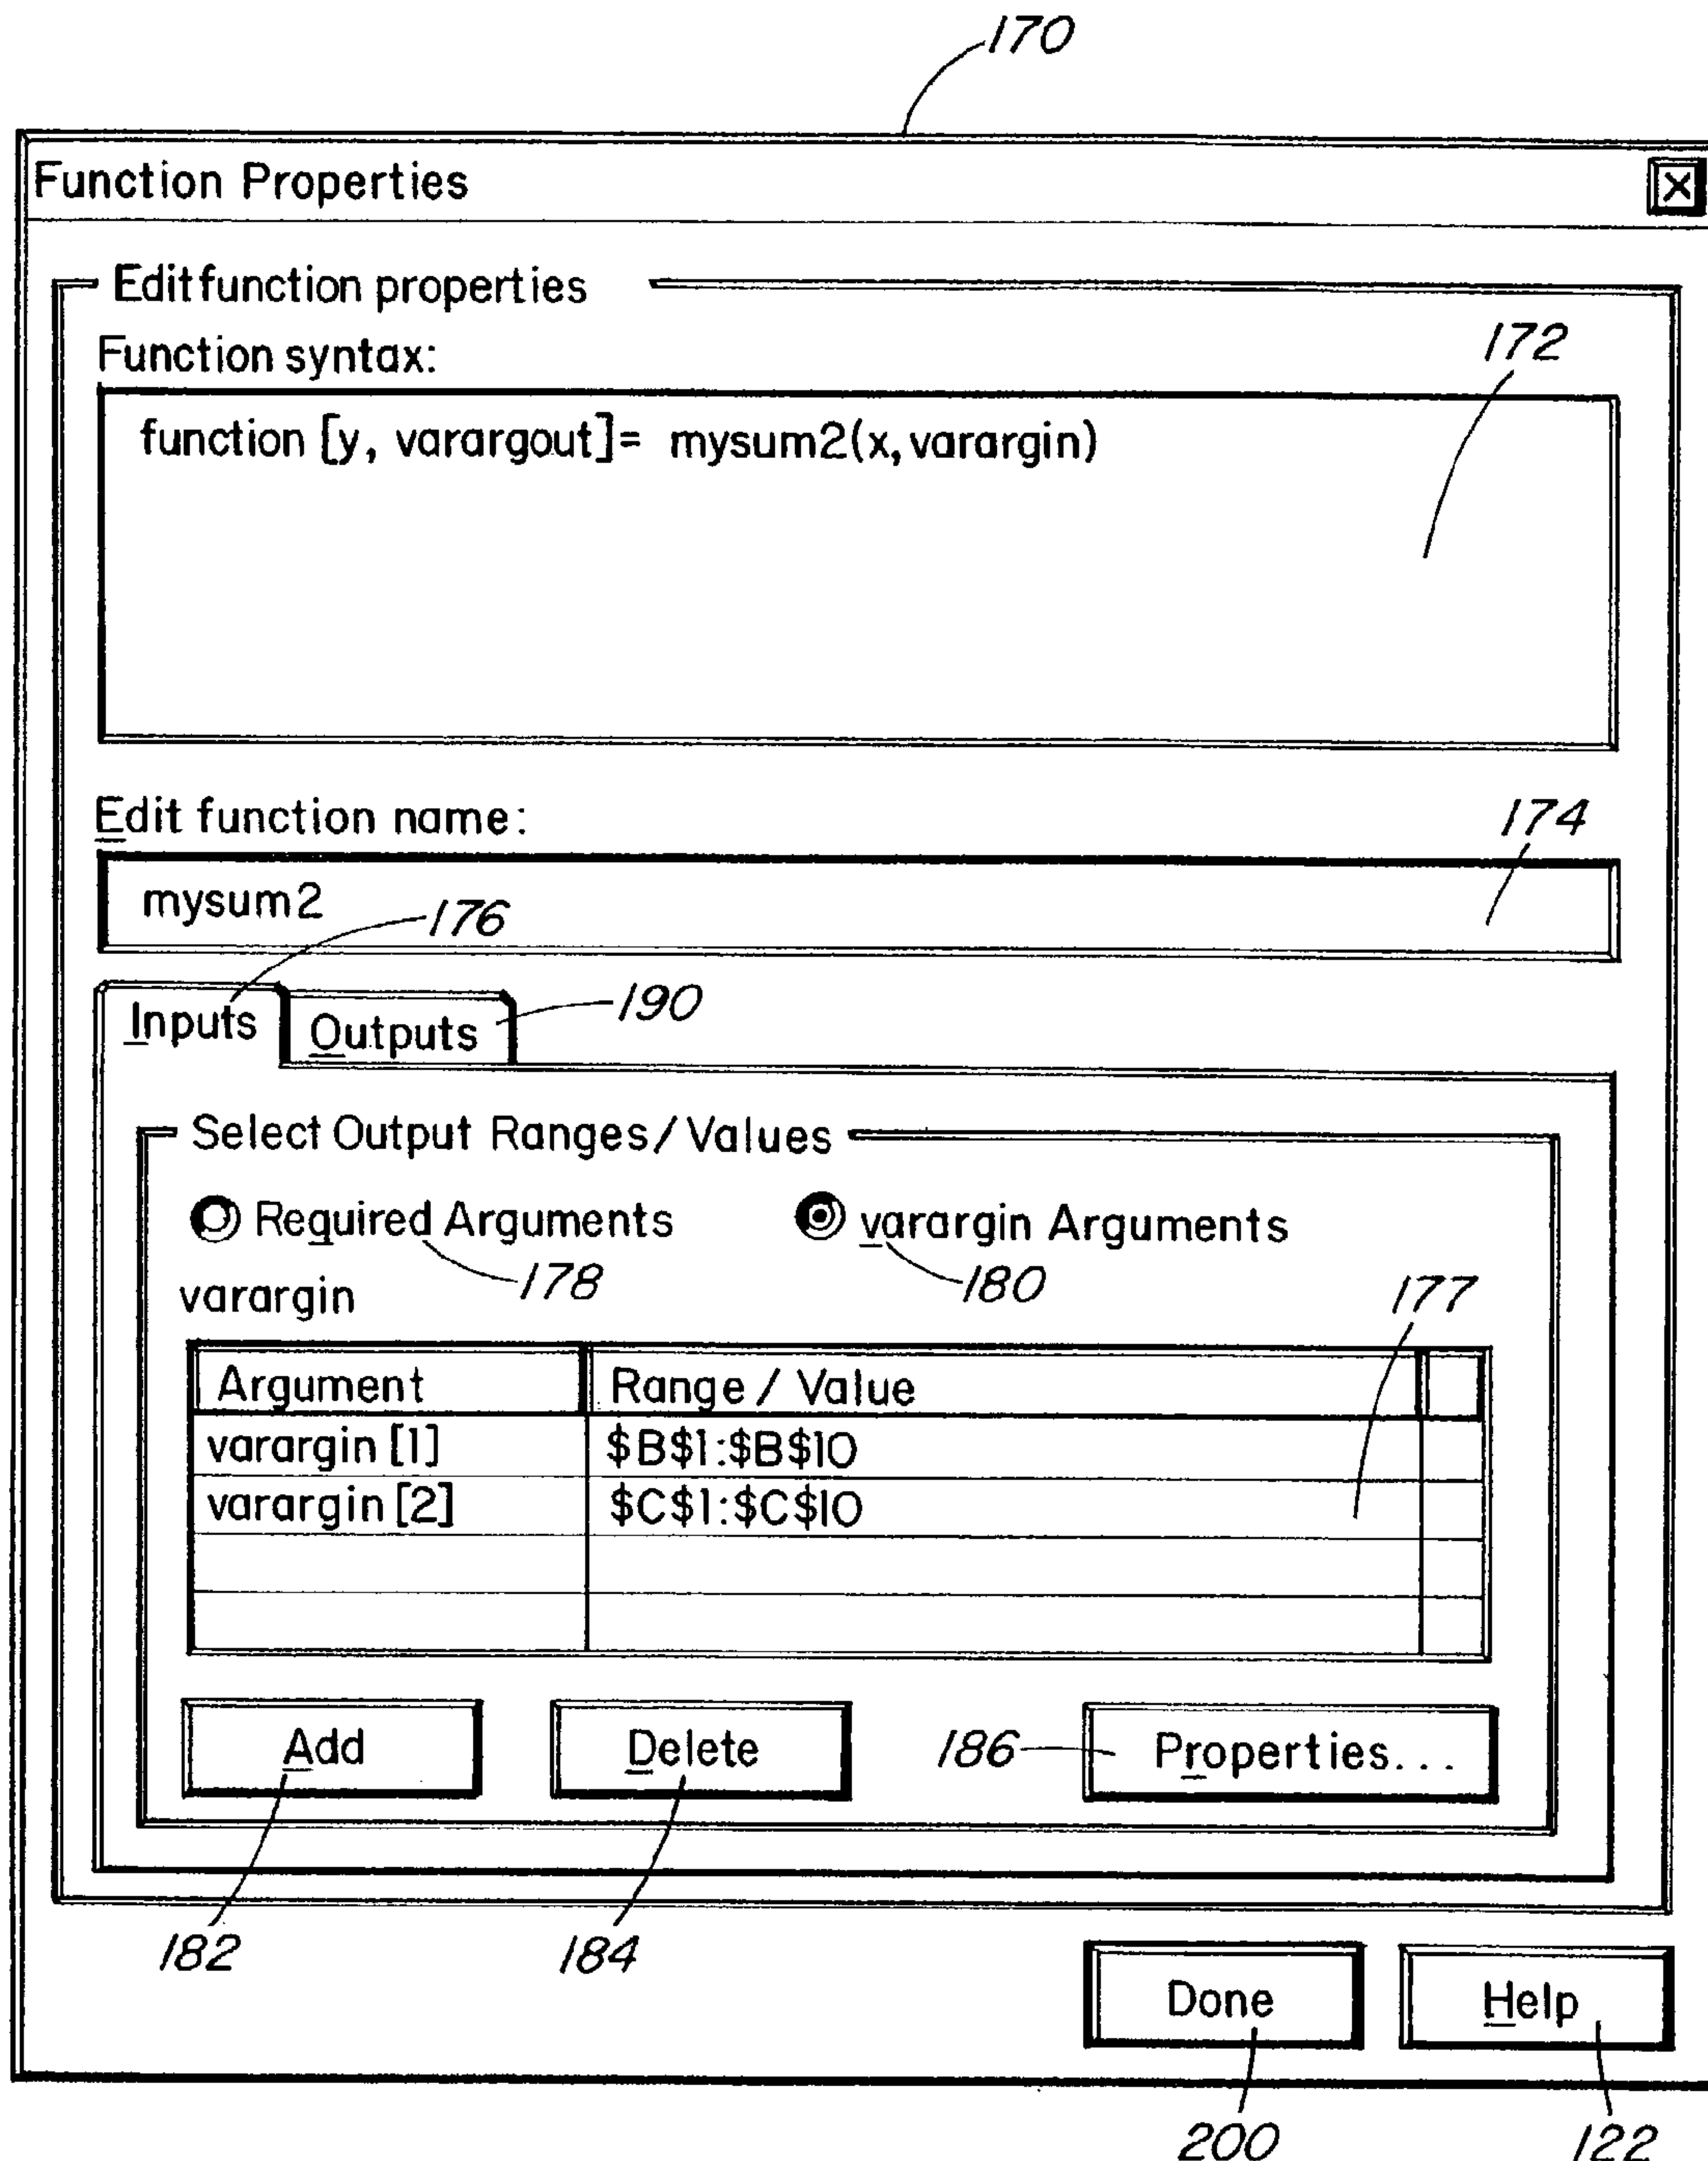 170
Function Properties
Edit function properties
Function syntax:
172
function [y, varargout]= mysum2(x, varargin)
Edit function name:
174
mysum2
176
Inputs
Outputs
190
Select Output Ranges/Values
Required Arguments
varargin Arguments
178
180
177
varargin
Argument
Range / Value
varargin [1]
$B$1:$B$10
varargin [2]
$C$1:$C$10
Add
Delete
186
Properties...
182
184
Done
Help
200
122